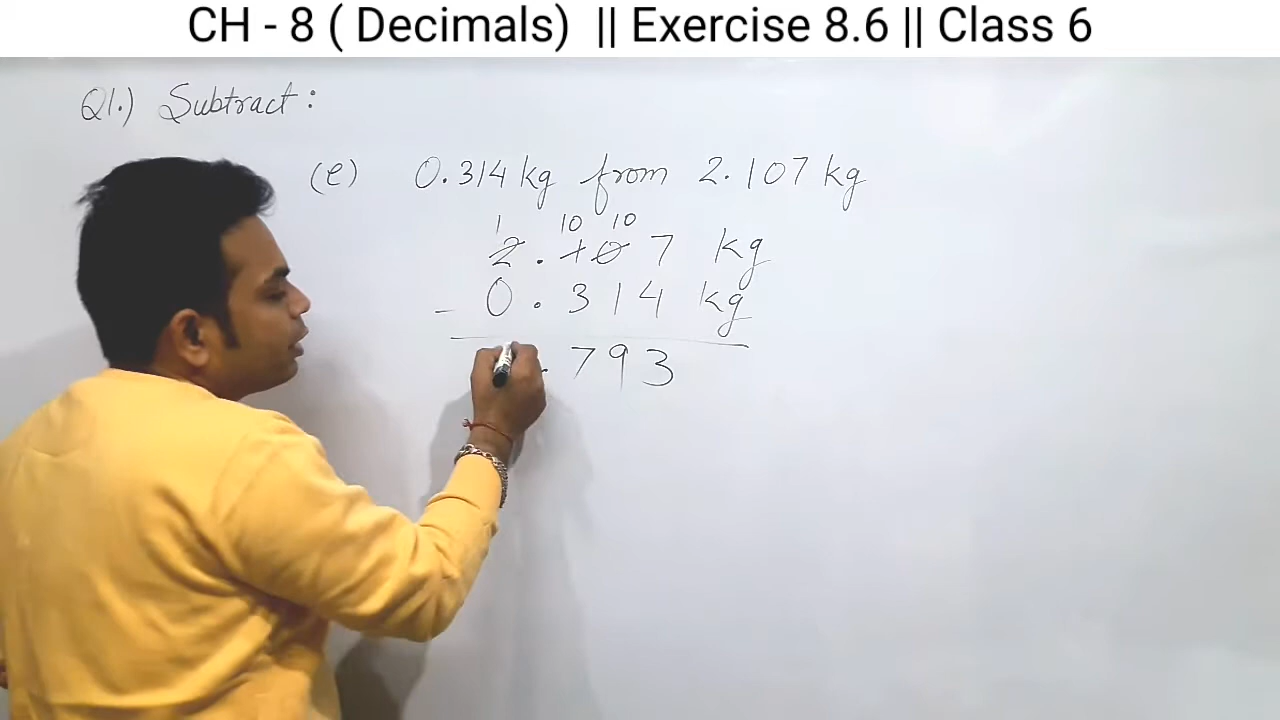 CH - 8 ( Decimals) || Exercise 8.6 || Class 6
Q1.) Subtract :
(e) 0.314 kg from 2.107 kg
1 10 10
2.107 kg
- 0.314 kg
.793